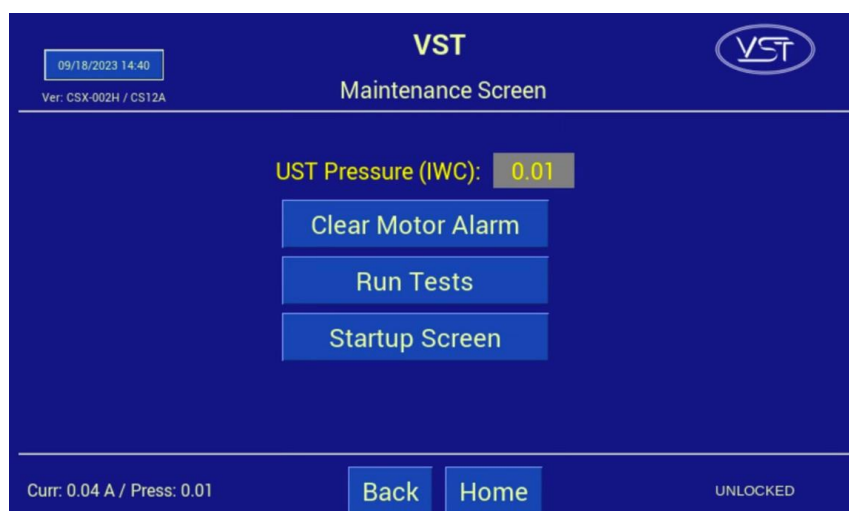 VST
VST
09/18/2023 14:40
Maintenance Screen
Ver: CSX-002H / CS12A
UST Pressure (IWC): 0.01
Clear Motor Alarm
Run Tests
Startup Screen
Curr: 0.04 A / Press: 0.01
Back
Home
UNLOCKED